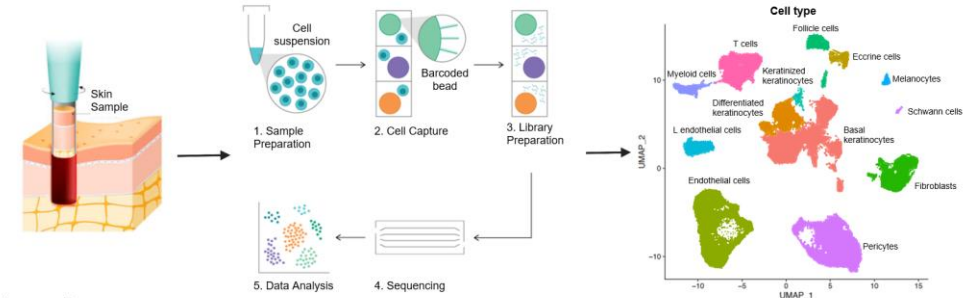 Skin
Sample
Cell
suspension
1. Sample
Preparation
Barcoded
bead
2. Cell Capture
3. Library
Preparation
4. Sequencing
5. Data Analysis
Cell type
Follicle cells
T cells
Eccrine cells
Myeloid cells
Keratinized
keratinocytes
Melanocytes
Differentiated
keratinocytes
Schwann cells
L endothelial cells
Basal
keratinocytes
Fibroblasts
Endothelial cells
Pericytes
UMAP_2
10
0
−10
−10
−5
0
5
10
15
UMAP_1